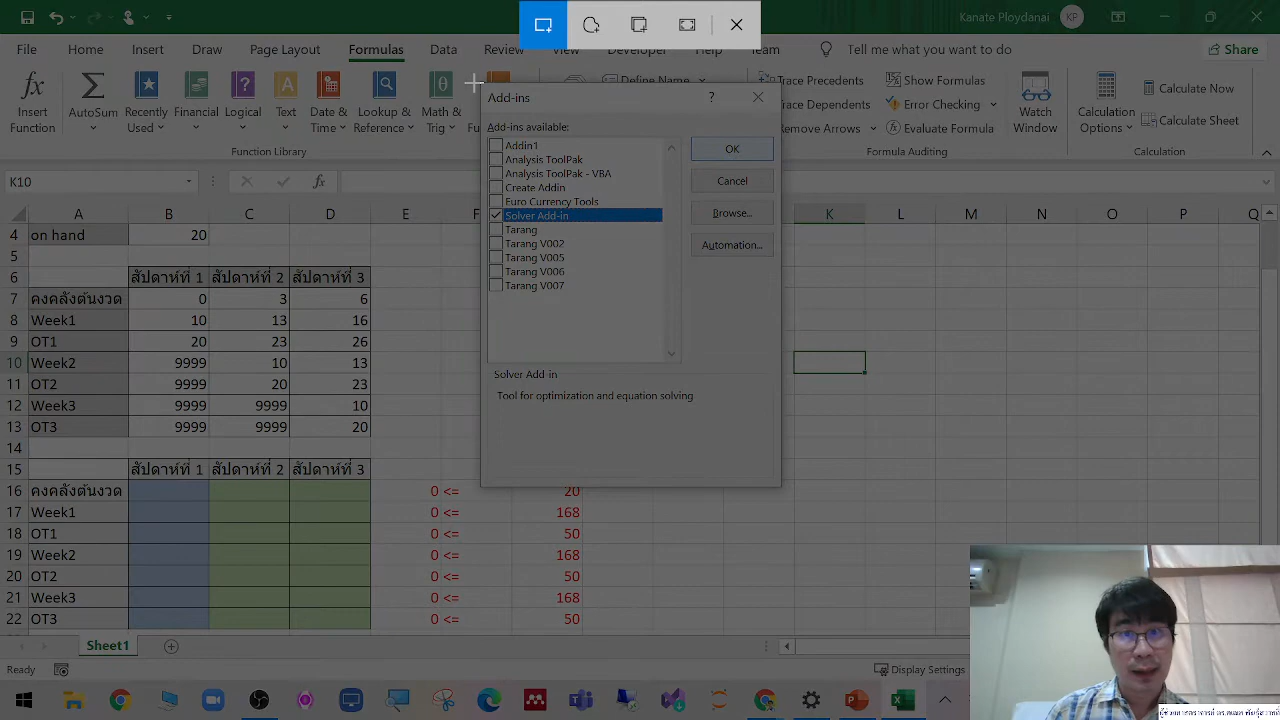 Kanate Ploydanai KP
File Home Insert Draw Page Layout Formulas Data Review Developer Help Team Tell me what you want to do Share
Insert Function
AutoSum
Recently Used
Financial
Logical
Text
Date & Time
Lookup & Reference
Math & Trig
Function Library
Define Name
Trace Precedents
Trace Dependents
Remove Arrows
Show Formulas
Error Checking
Evaluate Formula
Formula Auditing
Watch Window
Calculation Options
Calculate Now
Calculate Sheet
Calculation
K10
fx
Add-ins
?
Add-ins available:
Addin1
Analysis ToolPak
Analysis ToolPak - VBA
Create Addin
Euro Currency Tools
Solver Add-in
Tarang
Tarang V002
Tarang V005
Tarang V006
Tarang V007
OK
Cancel
Browse...
Automation...
Solver Add-in
Tool for optimization and equation solving
A B C D E F K L M N O P Q
4 on hand 20
5
6 สัปดาห์ที่ 1 สัปดาห์ที่ 2 สัปดาห์ที่ 3
7 คงคลังต้นงวด 0 3 6
8 Week1 10 13 16
9 OT1 20 23 26
10 Week2 9999 10 13
11 OT2 9999 20 23
12 Week3 9999 9999 10
13 OT3 9999 9999 20
14
15 สัปดาห์ที่ 1 สัปดาห์ที่ 2 สัปดาห์ที่ 3
16 คงคลังต้นงวด 0 <= 20
17 Week1 0 <= 168
18 OT1 0 <= 50
19 Week2 0 <= 168
20 OT2 0 <= 50
21 Week3 0 <= 168
22 OT3 0 <= 50
Sheet1
Ready
Display Settings